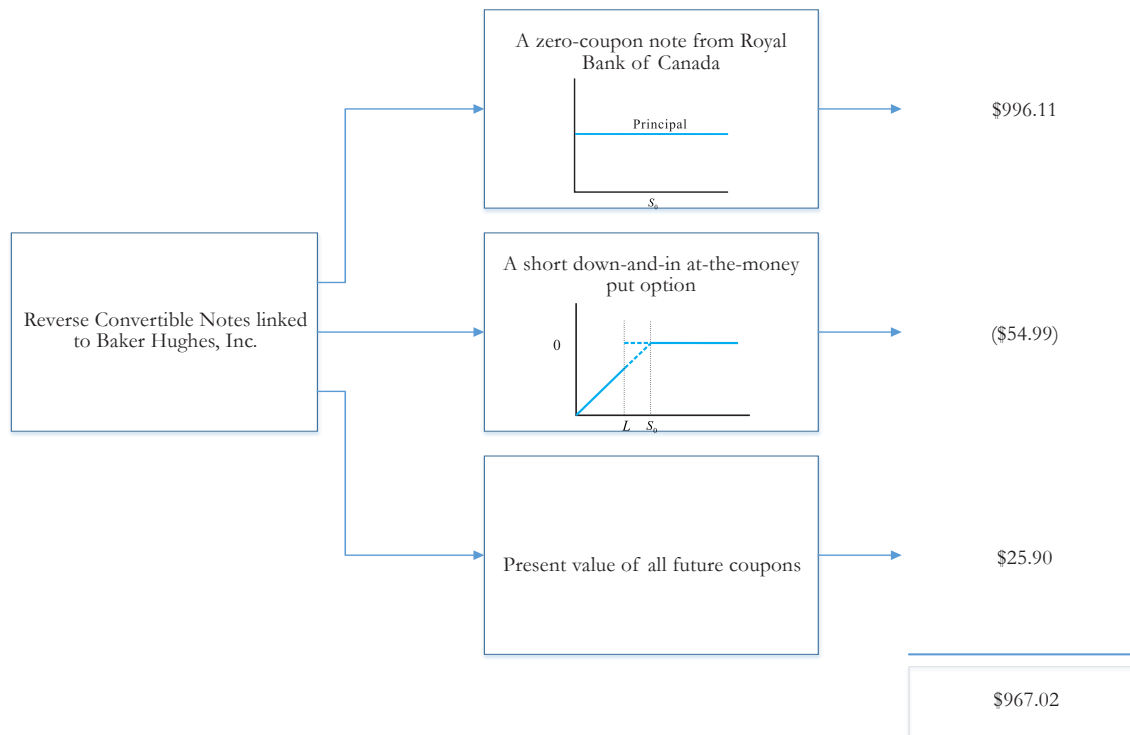 A zero-coupon note from Royal
Bank of Canada
Principal
S₀
$996.11
Reverse Convertible Notes linked
to Baker Hughes, Inc.
A short down-and-in at-the-money
put option
0
L S₀
($54.99)
Present value of all future coupons
$25.90
$967.02